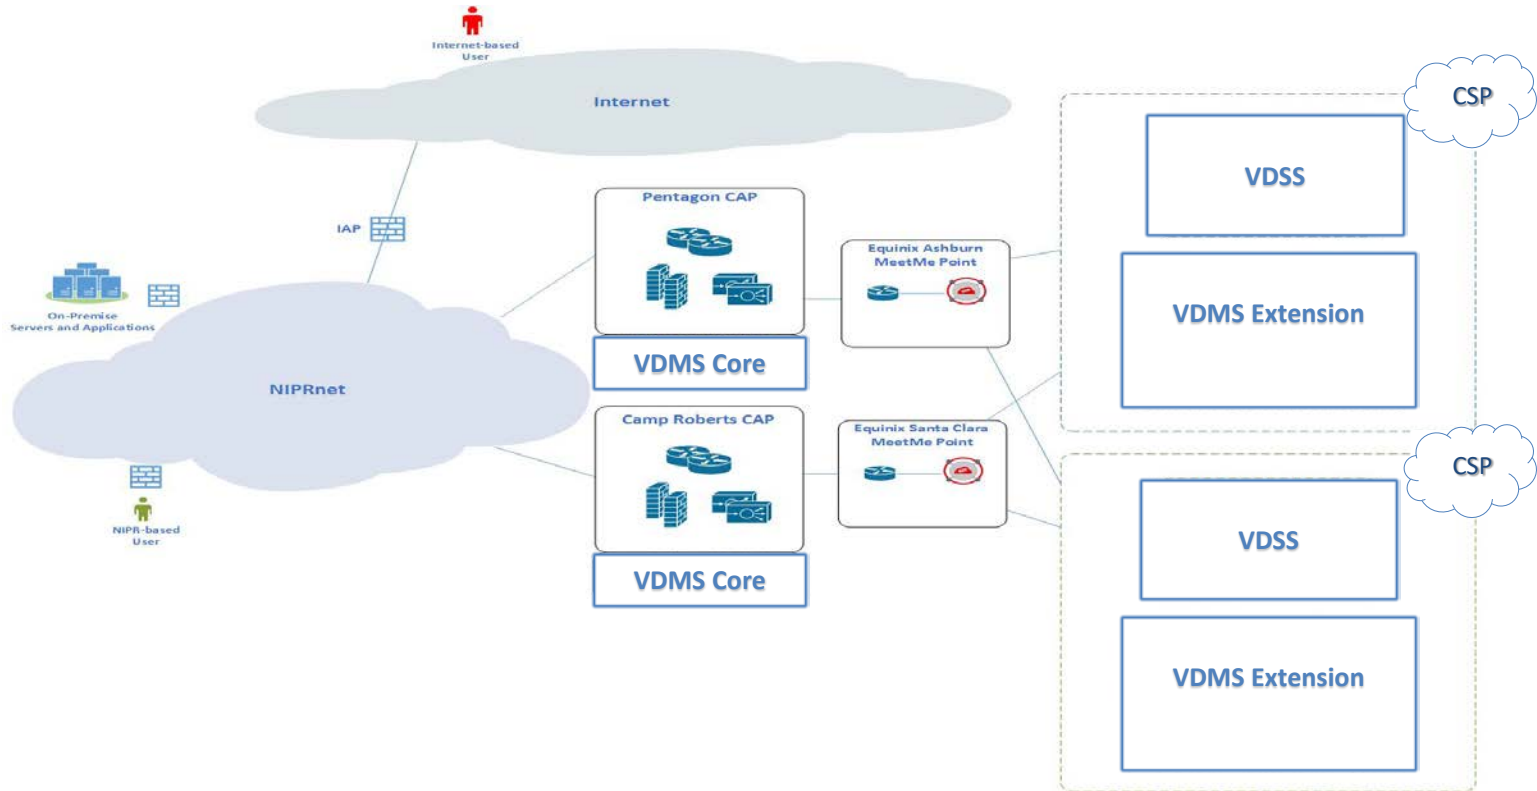 Internet-based
User
Internet
CSP
VDSS
Pentagon CAP
IAP
Equinix Ashburn
MeetMe Point
On-Premise
Servers and Applications
VDMS Extension
VDMS Core
NIPRnet
Camp Roberts CAP
Equinix Santa Clara
MeetMe Point
CSP
NIPR-based
User
VDSS
VDMS Core
VDMS Extension